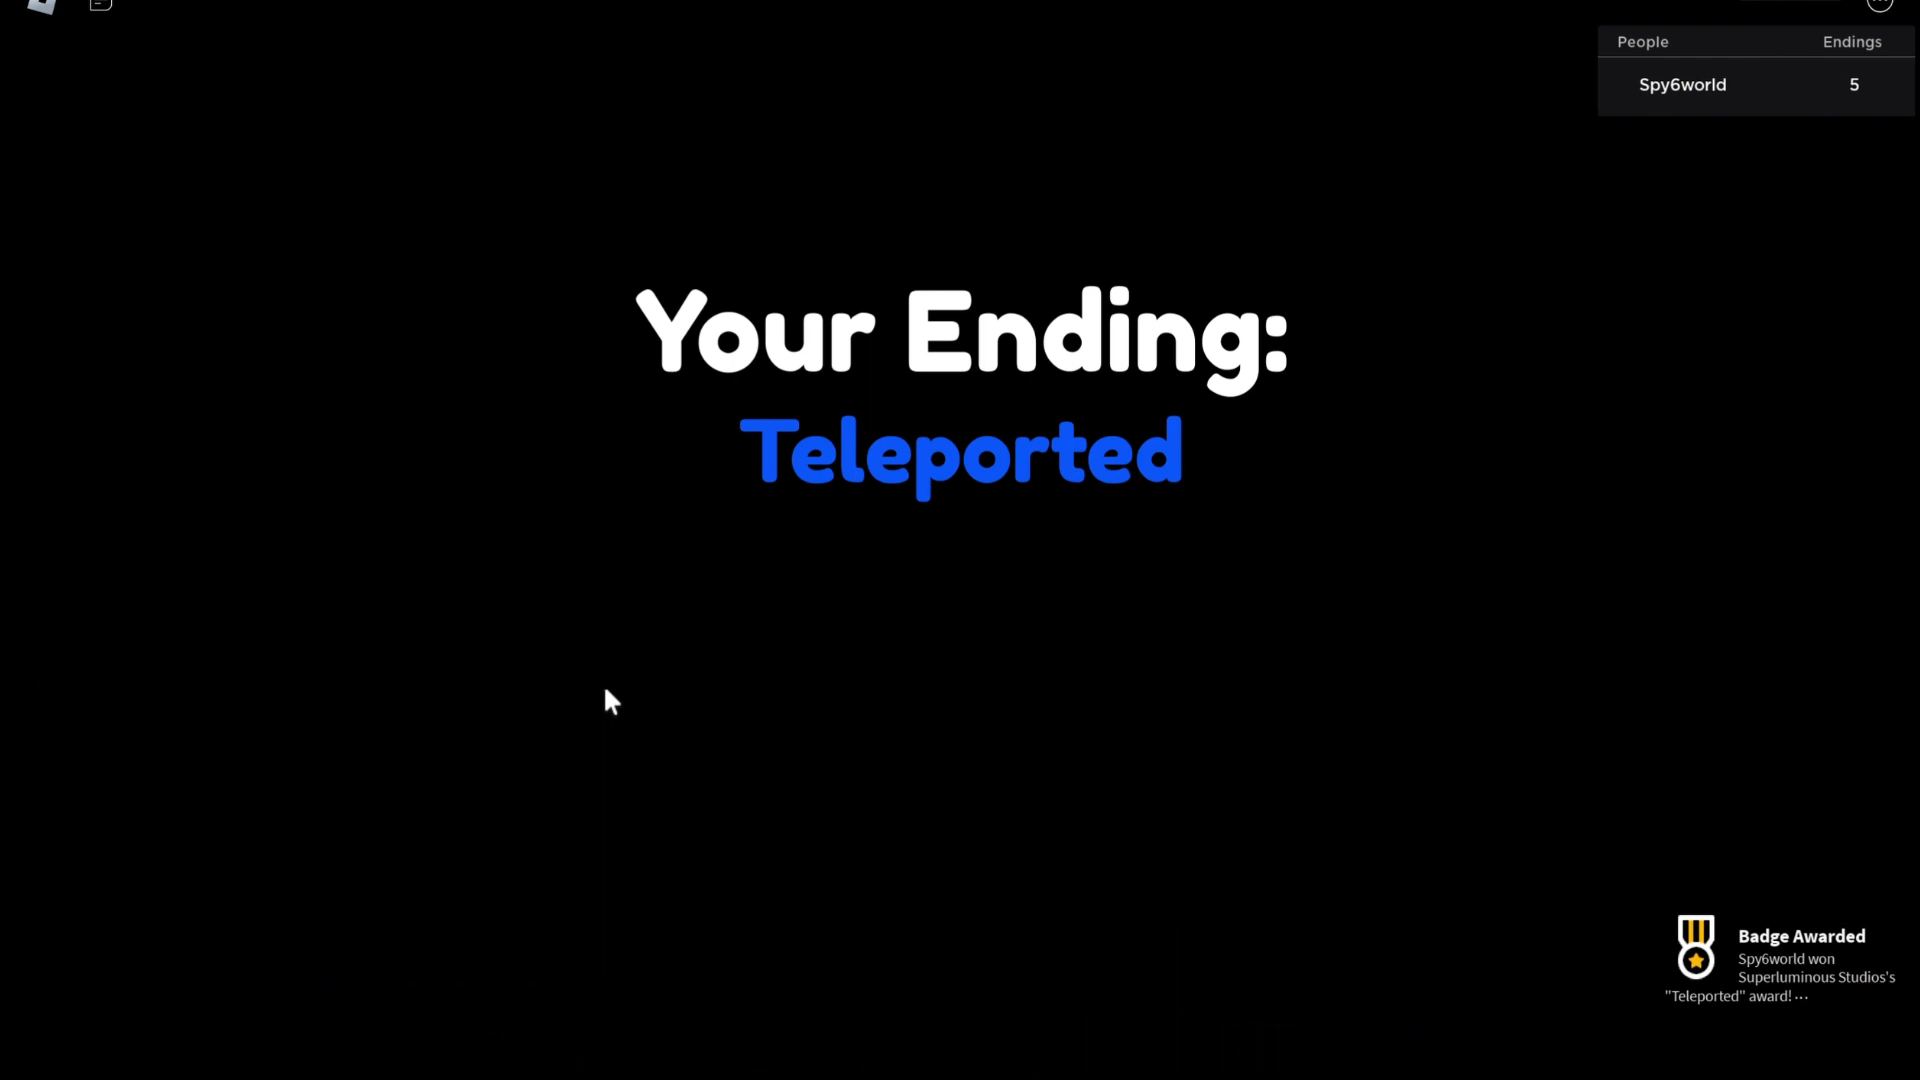 People Endings
Spy6world 5
Your Ending:
Teleported
Badge Awarded
Spy6world won
Superluminous Studios's
"Teleported" award! ...